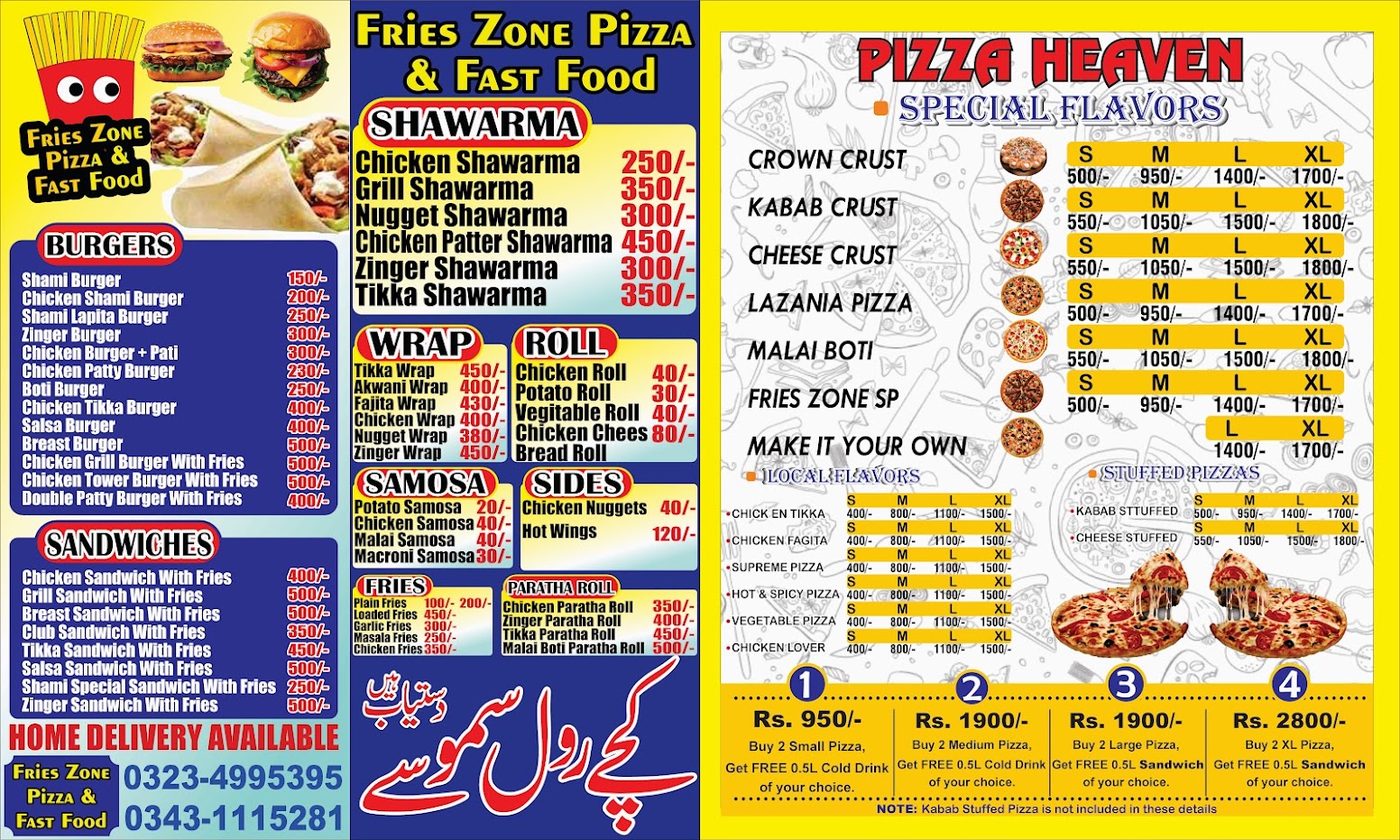 Fries Zone
Pizza &
Fast Food
BURGERS
Shami Burger 150/-
Chicken Shami Burger 200/-
Shami Lapita Burger 250/-
Zinger Burger 300/-
Chicken Burger + Pati 300/-
Chicken Patty Burger 230/-
Boti Burger 250/-
Chicken Tikka Burger 400/-
Salsa Burger 400/-
Breast Burger 500/-
Chicken Grill Burger With Fries 500/-
Chicken Tower Burger With Fries 500/-
Double Patty Burger With Fries 400/-
SANDWICHES
Chicken Sandwich With Fries 400/-
Grill Sandwich With Fries 500/-
Breast Sandwich With Fries 500/-
Club Sandwich With Fries 350/-
Tikka Sandwich With Fries 450/-
Salsa Sandwich With Fries 500/-
Shami Special Sandwich With Fries 250/-
Zinger Sandwich With Fries 500/-
HOME DELIVERY AVAILABLE
Fries Zone
Pizza &
Fast Food
0323-4995395
0343-1115281
Fries Zone Pizza
& Fast Food
SHAWARMA
Chicken Shawarma 250/-
Grill Shawarma 350/-
Nugget Shawarma 300/-
Chicken Patter Shawarma 450/-
Zinger Shawarma 300/-
Tikka Shawarma 350/-
WRAP
Tikka Wrap 450/-
Akwani Wrap 400/-
Fajita Wrap 430/-
Chicken Wrap 400/-
Nugget Wrap 380/-
Zinger Wrap 450/-
ROLL
Chicken Roll 40/-
Potato Roll 30/-
Vegitable Roll 40/-
Chicken Chees 80/-
Bread Roll
SAMOSA
Potato Samosa 20/-
Chicken Samosa 40/-
Malai Samosa 40/-
Macroni Samosa 30/-
SIDES
Chicken Nuggets 40/-
Hot Wings 120/-
FRIES
Plain Fries 100/- 200/-
Loaded Fries 450/-
Garlic Fries 300/-
Masala Fries 250/-
Chicken Fries 350/-
PARATHA ROLL
Chicken Paratha Roll 350/-
Zinger Paratha Roll 400/-
Tikka Paratha Roll 450/-
Malai Boti Paratha Roll 500/-
کچے رول سموسے
دستیاب ہیں
PIZZA HEAVEN
SPECIAL FLAVORS
S M L XL
CROWN CRUST 500/- 950/- 1400/- 1700/-
S M L XL
KABAB CRUST 550/- 1050/- 1500/- 1800/-
S M L XL
CHEESE CRUST 550/- 1050/- 1500/- 1800/-
S M L XL
LAZANIA PIZZA 500/- 950/- 1400/- 1700/-
S M L XL
MALAI BOTI 550/- 1050/- 1500/- 1800/-
S M L XL
FRIES ZONE SP 500/- 950/- 1400/- 1700/-
L XL
MAKE IT YOUR OWN 1400/- 1700/-
LOCAL FLAVORS
S M L XL
CHICK EN TIKKA 400/- 800/- 1100/- 1500/-
S M L XL
CHICKEN FAGITA 400/- 800/- 1100/- 1500/-
S M L XL
SUPREME PIZZA 400/- 800/- 1100/- 1500/-
S M L XL
HOT & SPICY PIZZA 400/- 800/- 1100/- 1500/-
S M L XL
VEGETABLE PIZZA 400/- 800/- 1100/- 1500/-
S M L XL
CHICKEN LOVER 400/- 800/- 1100/- 1500/-
STUFFED PIZZAS
S M L XL
KABAB STTUFFED 500/- 950/- 1400/- 1700/-
S M L XL
CHEESE STUFFED 550/- 1050/- 1500/- 1800/-
1
Rs. 950/-
Buy 2 Small Pizza,
Get FREE 0.5L Cold Drink
of your choice.
2
Rs. 1900/-
Buy 2 Medium Pizza,
Get FREE 0.5L Cold Drink
of your choice.
3
Rs. 1900/-
Buy 2 Large Pizza,
Get FREE 0.5L Sandwich
of your choice.
4
Rs. 2800/-
Buy 2 XL Pizza,
Get FREE 0.5L Sandwich
of your choice.
NOTE: Kabab Stuffed Pizza is not included in these details